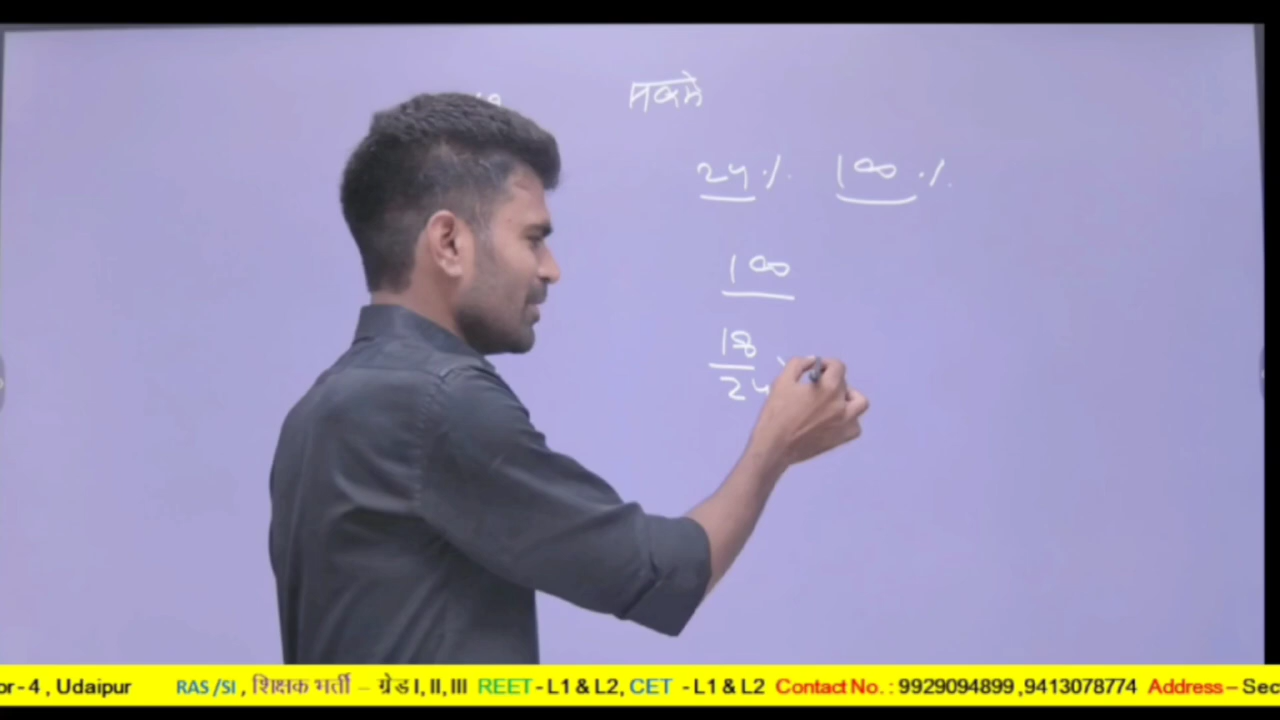 सबसे
24% 100%
100
18
24
or - 4 , Udaipur RAS /SI , शिक्षक भर्ती – ग्रेड I, II, III REET - L1 & L2, CET - L1 & L2 Contact No. : 9929094899 ,9413078774 Address – Sec